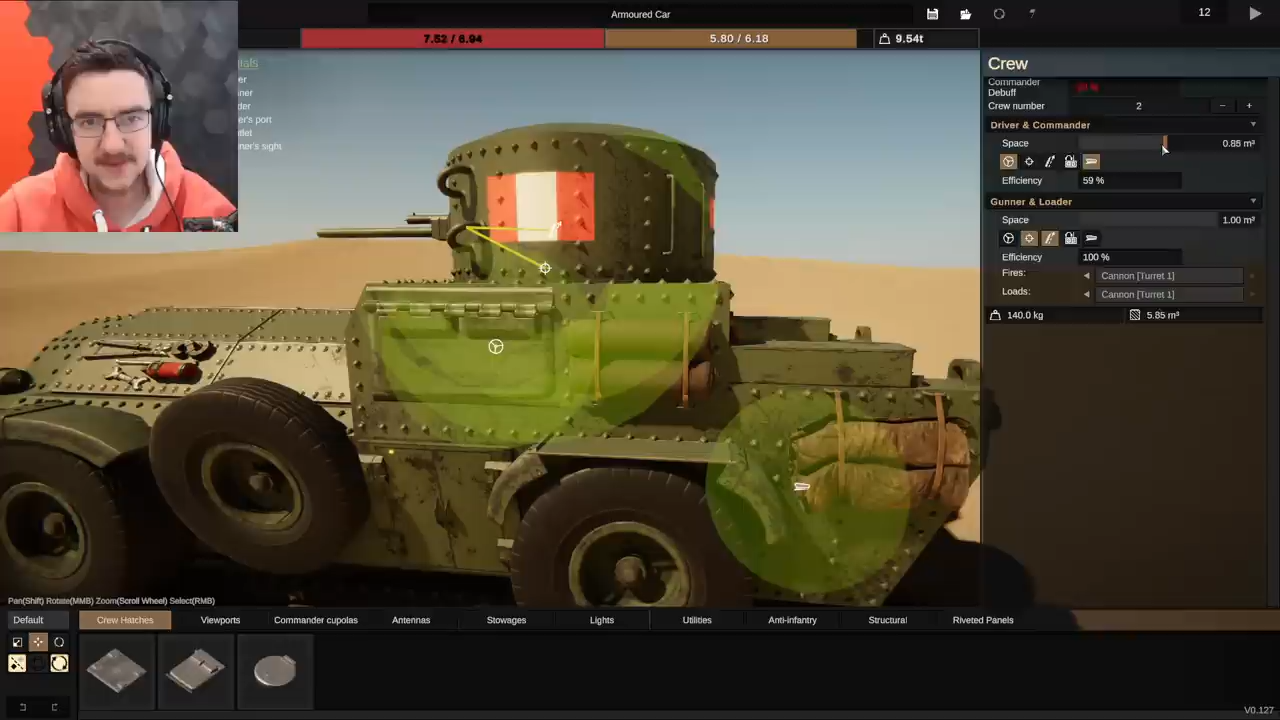 Armoured Car
12
7.52 / 6.94
5.80 / 6.18
9.54t
Crew
Commander
Debuff
Crew number
2
− +
Driver & Commander
Space
0.85 m³
Efficiency
59 %
Gunner & Loader
Space
1.00 m³
Efficiency
100 %
Fires:
Cannon [Turret 1]
Loads:
Cannon [Turret 1]
140.0 kg
5.85 m³
Pan(Shift) Rotate(MMB) Zoom(Scroll Wheel) Select(RMB)
Default
Crew Hatches
Viewports
Commander cupolas
Antennas
Stowages
Lights
Utilities
Anti-infantry
Structural
Riveted Panels
V0.127